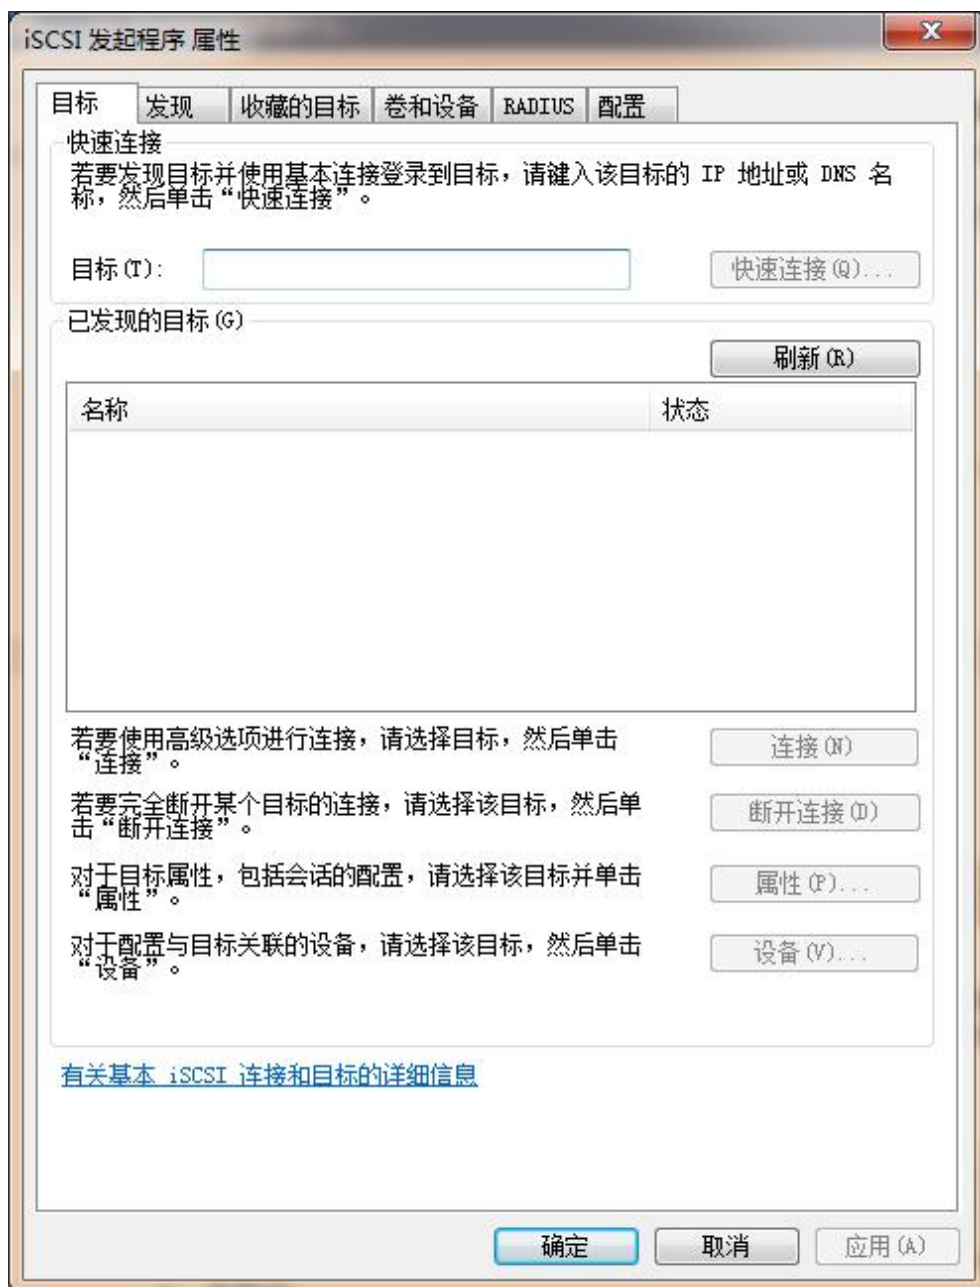 iSCSI 发起程序 属性
目标 发现 收藏的目标 卷和设备 RADIUS 配置
快速连接
若要发现目标并使用基本连接登录到目标，请键入该目标的 IP 地址或 DNS 名
称，然后单击“快速连接”。
目标(T): 快速连接(Q)...
已发现的目标(G)
刷新(R)
名称 状态
若要使用高级选项进行连接，请选择目标，然后单击
“连接”。
连接(N)
若要完全断开某个目标的连接，请选择该目标，然后单
击“断开连接”。
断开连接(D)
对于目标属性，包括会话的配置，请选择该目标并单击
“属性”。
属性(P)...
对于配置与目标关联的设备，请选择该目标，然后单击
“设备”。
设备(V)...
有关基本 iSCSI 连接和目标的详细信息
确定 取消 应用(A)